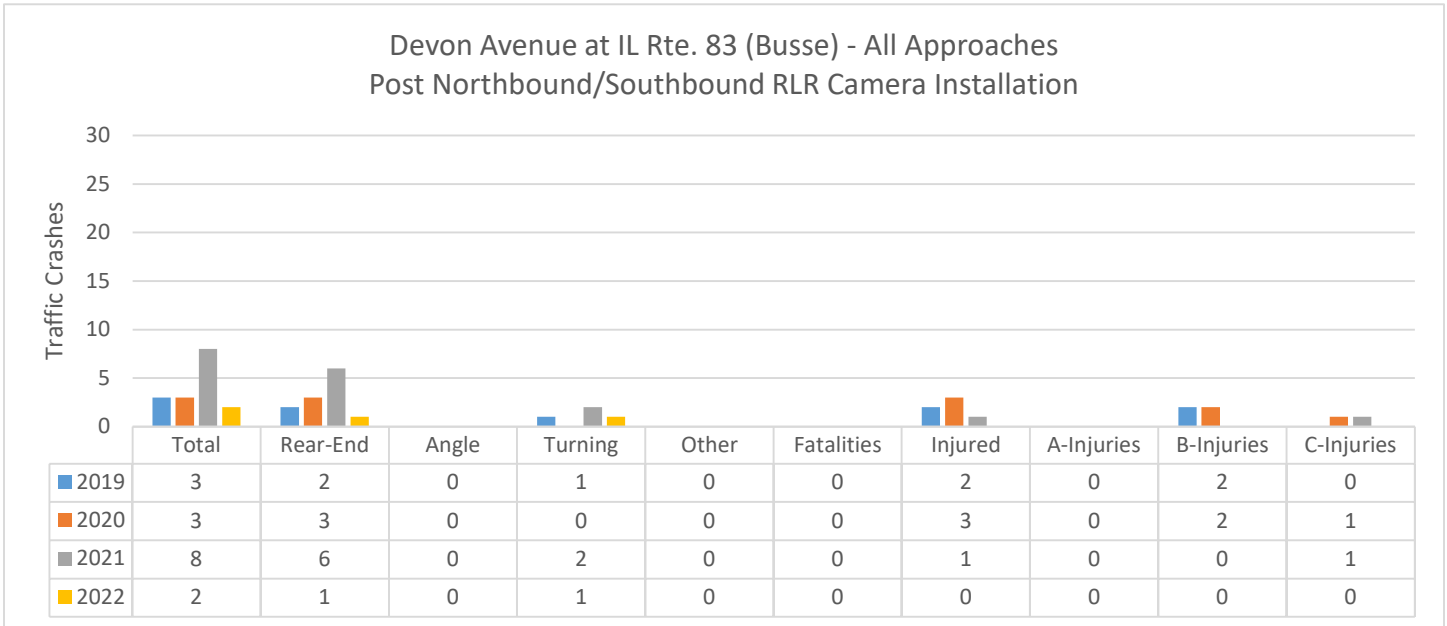 Devon Avenue at IL Rte. 83 (Busse) - All Approaches
Post Northbound/Southbound RLR Camera Installation
Traffic Crashes
30
25
20
15
10
5
0
Total Rear-End Angle Turning Other Fatalities Injured A-Injuries B-Injuries C-Injuries
2019 3 2 0 1 0 0 2 0 2 0
2020 3 3 0 0 0 0 3 0 2 1
2021 8 6 0 2 0 0 1 0 0 1
2022 2 1 0 1 0 0 0 0 0 0